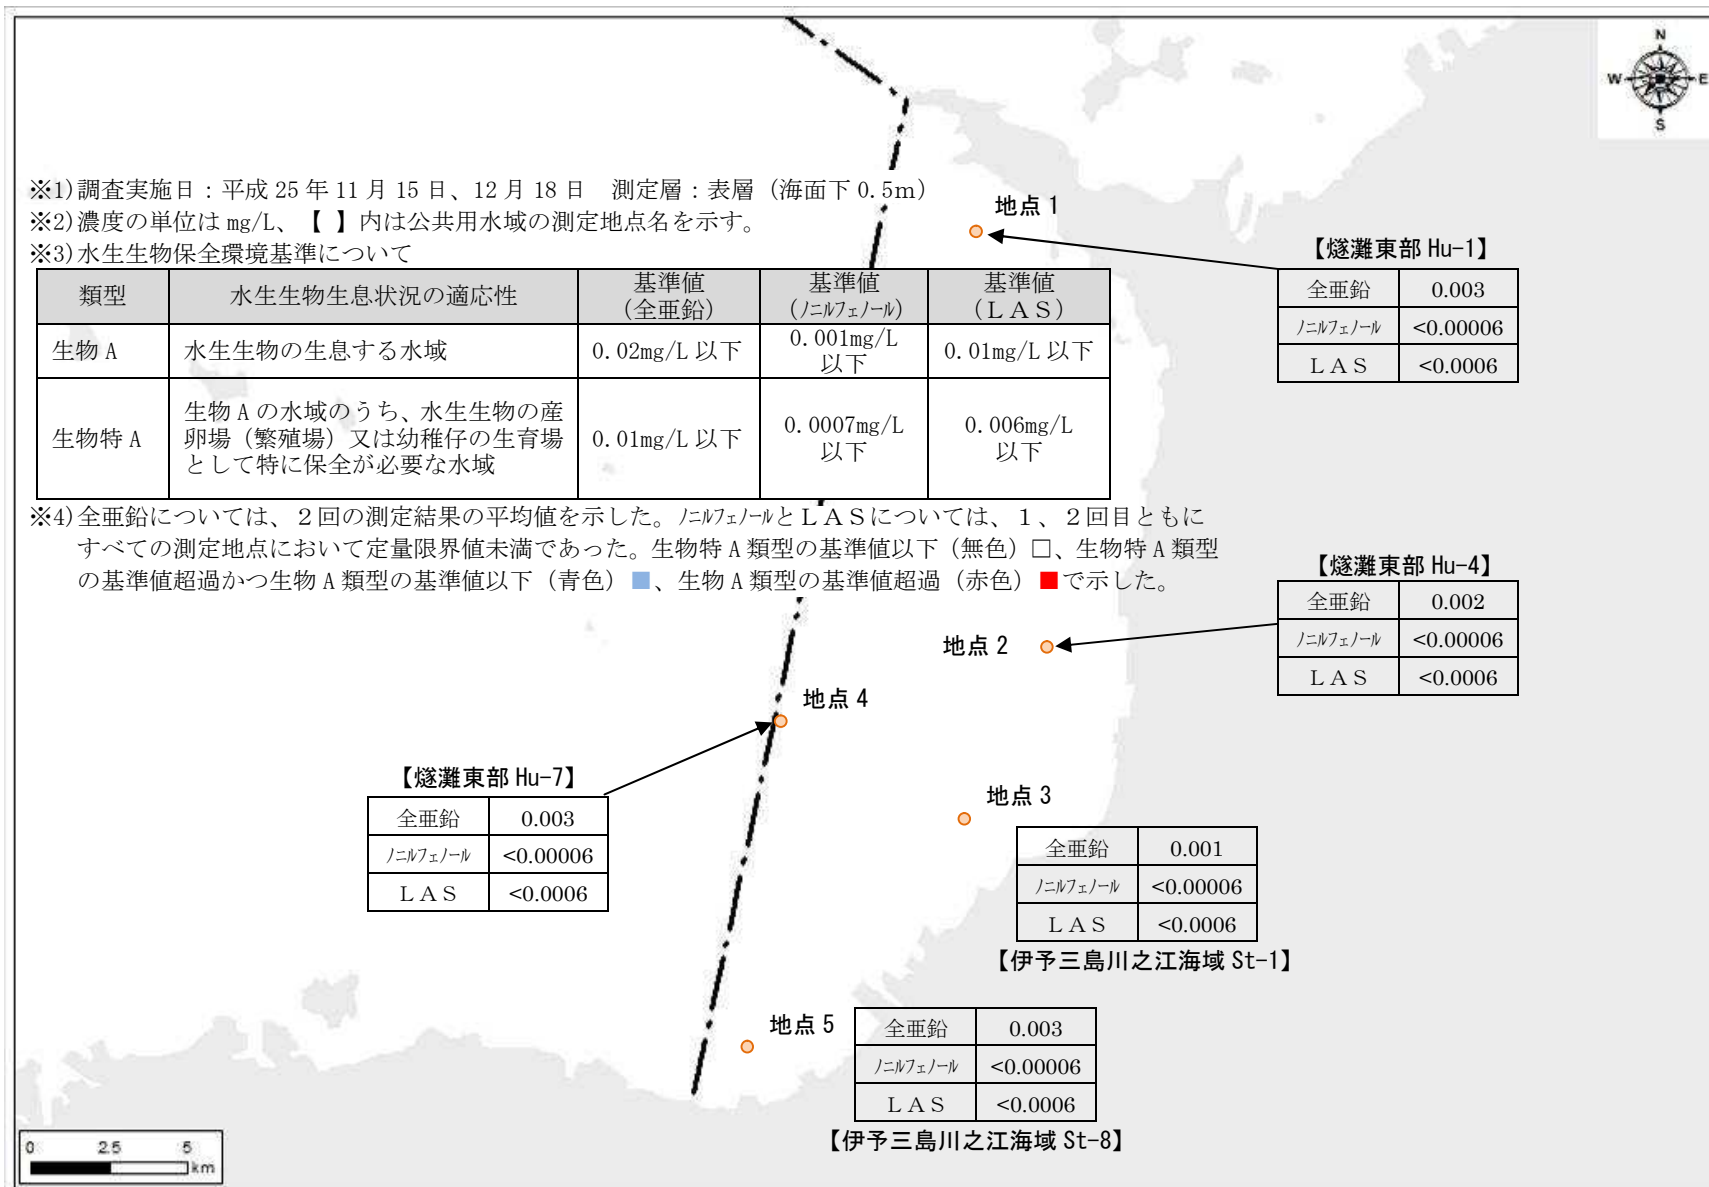 N
W
E
S
※1)調査実施日：平成 25 年 11 月 15 日、12 月 18 日　測定層：表層（海面下 0.5m）
※2)濃度の単位は mg/L、【 】内は公共用水域の測定地点名を示す。
※3)水生生物保全環境基準について
類型　水生生物生息状況の適応性　基準値（全亜鉛）　基準値（ﾉﾆﾙﾌｪﾉｰﾙ）　基準値（ＬＡＳ）
生物 A　水生生物の生息する水域　0.02mg/L 以下　0.001mg/L 以下　0.01mg/L 以下
生物特 A　生物 A の水域のうち、水生生物の産卵場（繁殖場）又は幼稚仔の生育場として特に保全が必要な水域　0.01mg/L 以下　0.0007mg/L 以下　0.006mg/L 以下
※4)全亜鉛については、２回の測定結果の平均値を示した。ﾉﾆﾙﾌｪﾉｰﾙとＬＡＳについては、１、２回目ともに
すべての測定地点において定量限界値未満であった。生物特 A 類型の基準値以下（無色）□、生物特 A 類型
の基準値超過かつ生物 A 類型の基準値以下（青色）■、生物 A 類型の基準値超過（赤色）■で示した。
地点 1
【燧灘東部 Hu-1】
全亜鉛　0.003
ﾉﾆﾙﾌｪﾉｰﾙ　<0.00006
ＬＡＳ　<0.0006
地点 2
【燧灘東部 Hu-4】
全亜鉛　0.002
ﾉﾆﾙﾌｪﾉｰﾙ　<0.00006
ＬＡＳ　<0.0006
地点 4
【燧灘東部 Hu-7】
全亜鉛　0.003
ﾉﾆﾙﾌｪﾉｰﾙ　<0.00006
ＬＡＳ　<0.0006
地点 3
全亜鉛　0.001
ﾉﾆﾙﾌｪﾉｰﾙ　<0.00006
ＬＡＳ　<0.0006
【伊予三島川之江海域 St-1】
地点 5
全亜鉛　0.003
ﾉﾆﾙﾌｪﾉｰﾙ　<0.00006
ＬＡＳ　<0.0006
【伊予三島川之江海域 St-8】
0　2.5　5
km